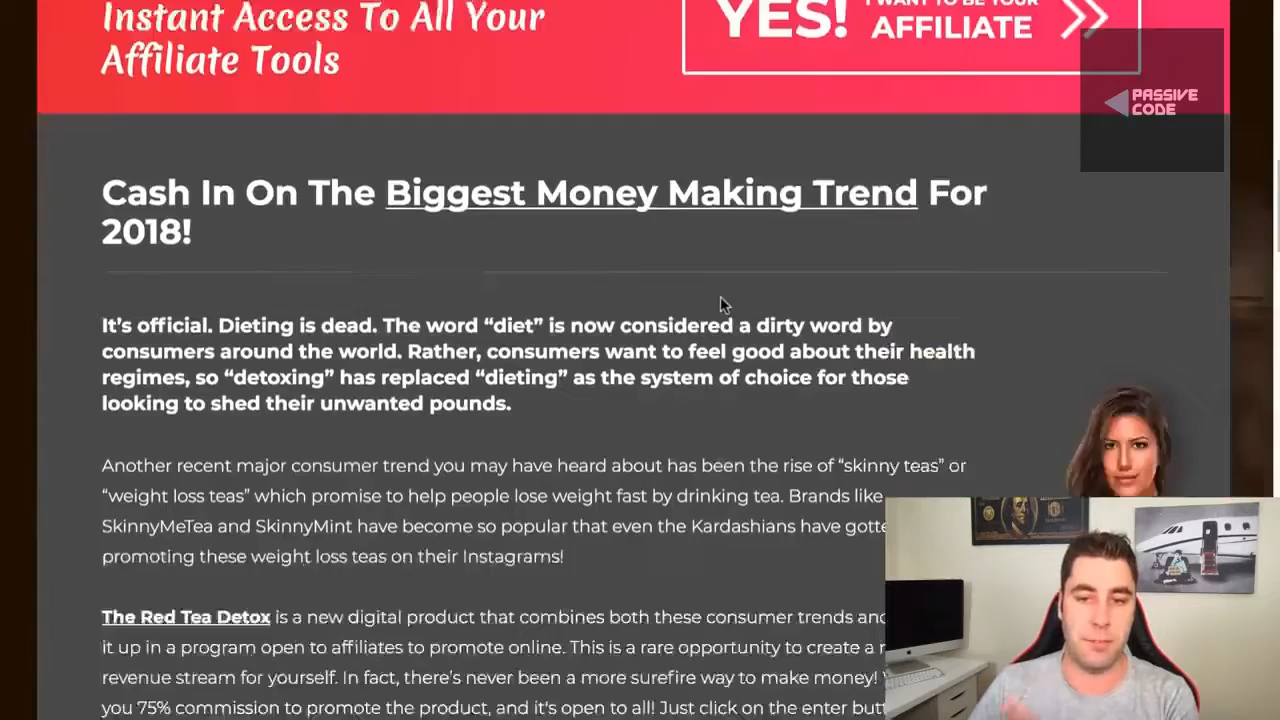 Instant Access To All Your
Affiliate Tools
YES!
I WANT TO BE YOUR
AFFILIATE
PASSIVE
CODE
Cash In On The Biggest Money Making Trend For
2018!
It’s official. Dieting is dead. The word “diet” is now considered a dirty word by
consumers around the world. Rather, consumers want to feel good about their health
regimes, so “detoxing” has replaced “dieting” as the system of choice for those
looking to shed their unwanted pounds.
Another recent major consumer trend you may have heard about has been the rise of “skinny teas” or
“weight loss teas” which promise to help people lose weight fast by drinking tea. Brands like
SkinnyMeTea and SkinnyMint have become so popular that even the Kardashians have gotte
promoting these weight loss teas on their Instagrams!
The Red Tea Detox is a new digital product that combines both these consumer trends and
it up in a program open to affiliates to promote online. This is a rare opportunity to create a
revenue stream for yourself. In fact, there’s never been a more surefire way to make money!
you 75% commission to promote the product, and it's open to all! Just click on the enter butt